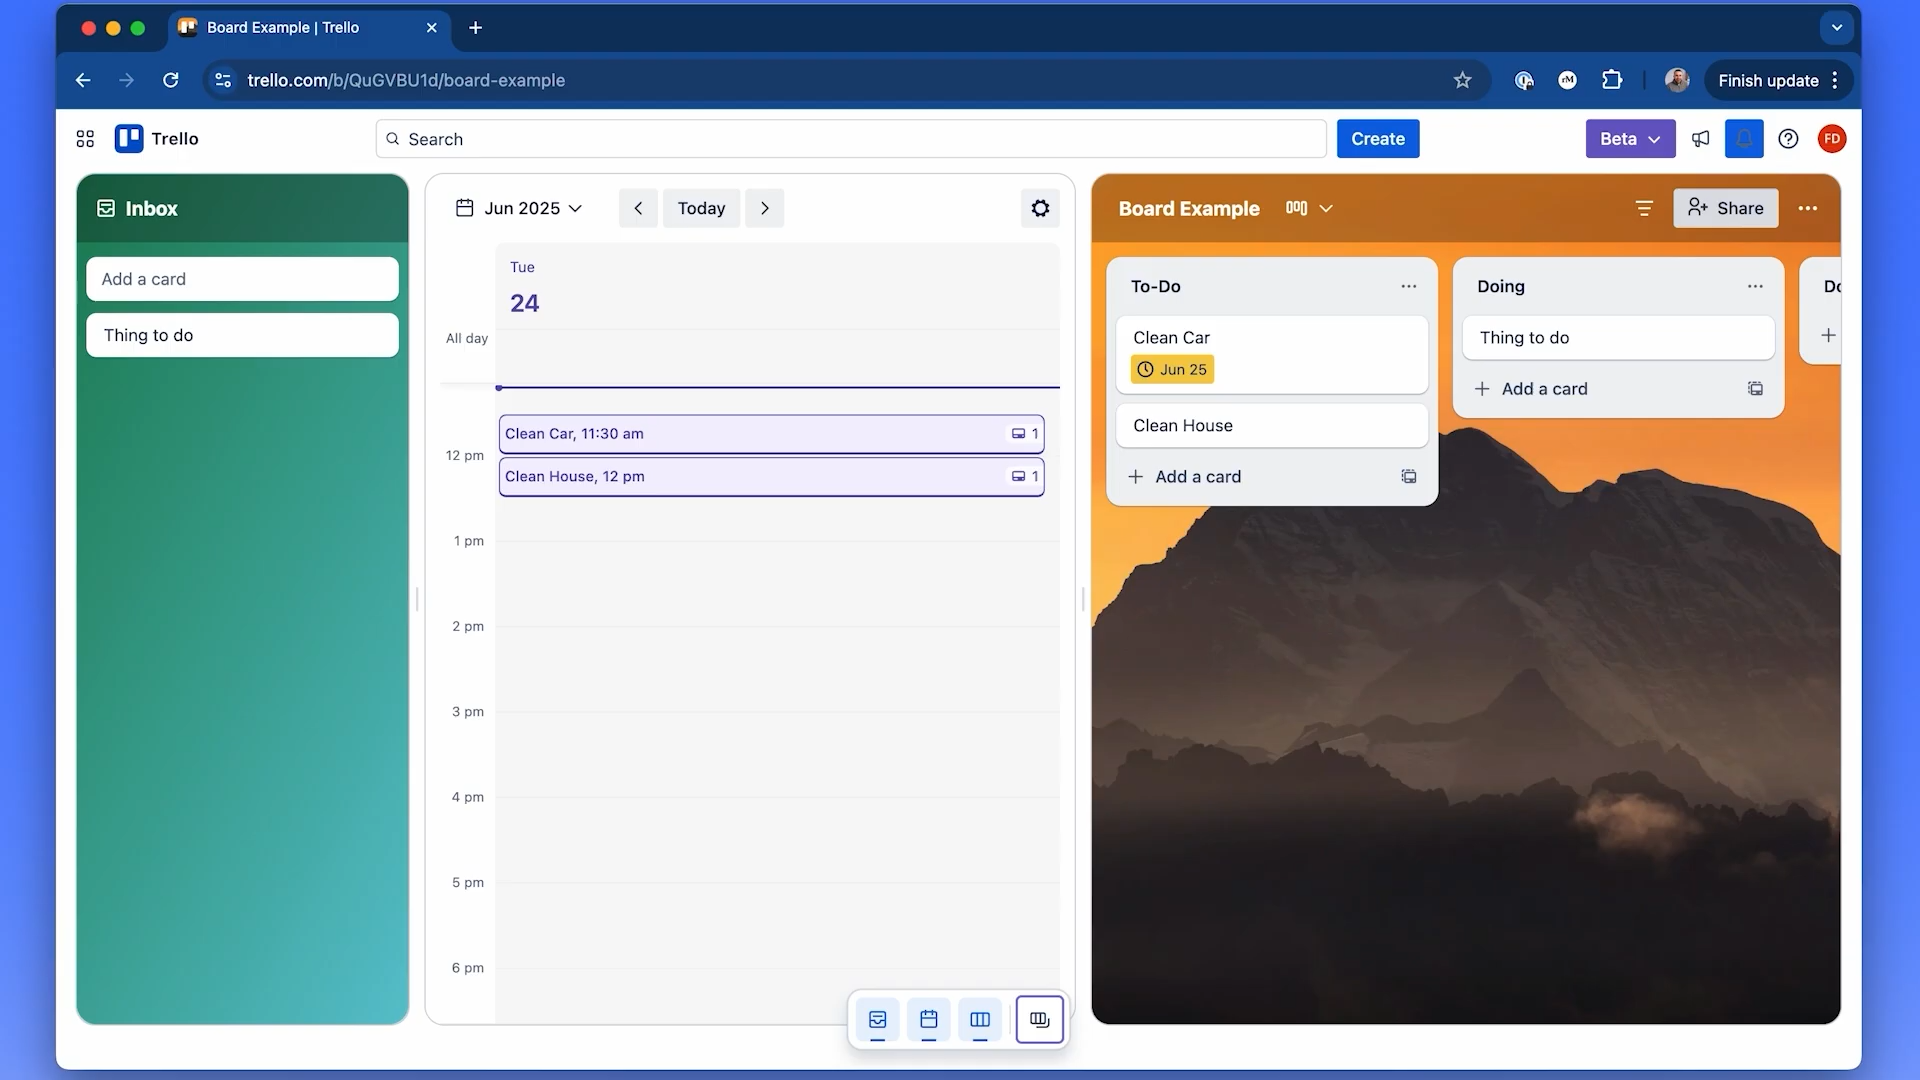 Board Example | Trello
trello.com/b/QuGVBU1d/board-example
rM
Finish update
Trello
Search
Create
Beta
FD
Inbox
Add a card
Thing to do
Jun 2025
Today
Tue
24
All day
Clean Car, 11:30 am
1
12 pm
Clean House, 12 pm
1
1 pm
2 pm
3 pm
4 pm
5 pm
6 pm
Board Example
Share
To-Do
Clean Car
Jun 25
Clean House
Add a card
Doing
Thing to do
Add a card
Do